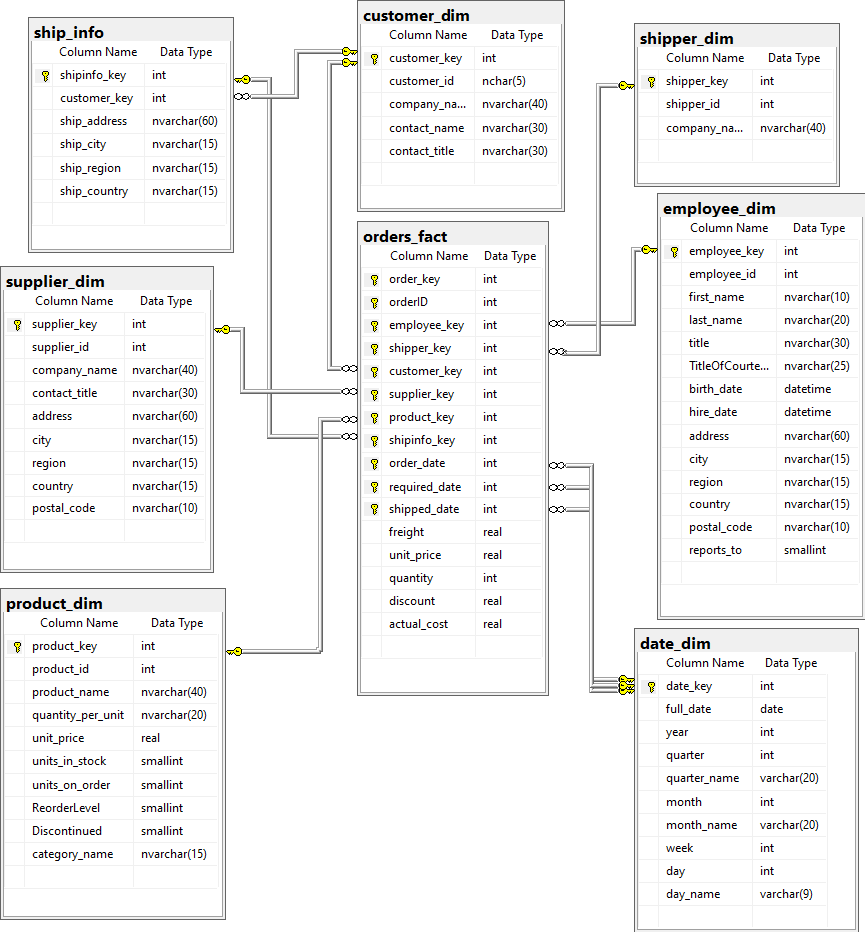 ship_info
Column Name Data Type
shipinfo_key int
customer_key int
ship_address nvarchar(60)
ship_city nvarchar(15)
ship_region nvarchar(15)
ship_country nvarchar(15)
customer_dim
Column Name Data Type
customer_key int
customer_id nchar(5)
company_na... nvarchar(40)
contact_name nvarchar(30)
contact_title nvarchar(30)
shipper_dim
Column Name Data Type
shipper_key int
shipper_id int
company_na... nvarchar(40)
supplier_dim
Column Name Data Type
supplier_key int
supplier_id int
company_name nvarchar(40)
contact_title nvarchar(30)
address nvarchar(60)
city nvarchar(15)
region nvarchar(15)
country nvarchar(15)
postal_code nvarchar(10)
orders_fact
Column Name Data Type
order_key int
orderID int
employee_key int
shipper_key int
customer_key int
supplier_key int
product_key int
shipinfo_key int
order_date int
required_date int
shipped_date int
freight real
unit_price real
quantity int
discount real
actual_cost real
employee_dim
Column Name Data Type
employee_key int
employee_id int
first_name nvarchar(10)
last_name nvarchar(20)
title nvarchar(30)
TitleOfCourte... nvarchar(25)
birth_date datetime
hire_date datetime
address nvarchar(60)
city nvarchar(15)
region nvarchar(15)
country nvarchar(15)
postal_code nvarchar(10)
reports_to smallint
product_dim
Column Name Data Type
product_key int
product_id int
product_name nvarchar(40)
quantity_per_unit nvarchar(20)
unit_price real
units_in_stock smallint
units_on_order smallint
ReorderLevel smallint
Discontinued smallint
category_name nvarchar(15)
date_dim
Column Name Data Type
date_key int
full_date date
year int
quarter int
quarter_name varchar(20)
month int
month_name varchar(20)
week int
day int
day_name varchar(9)